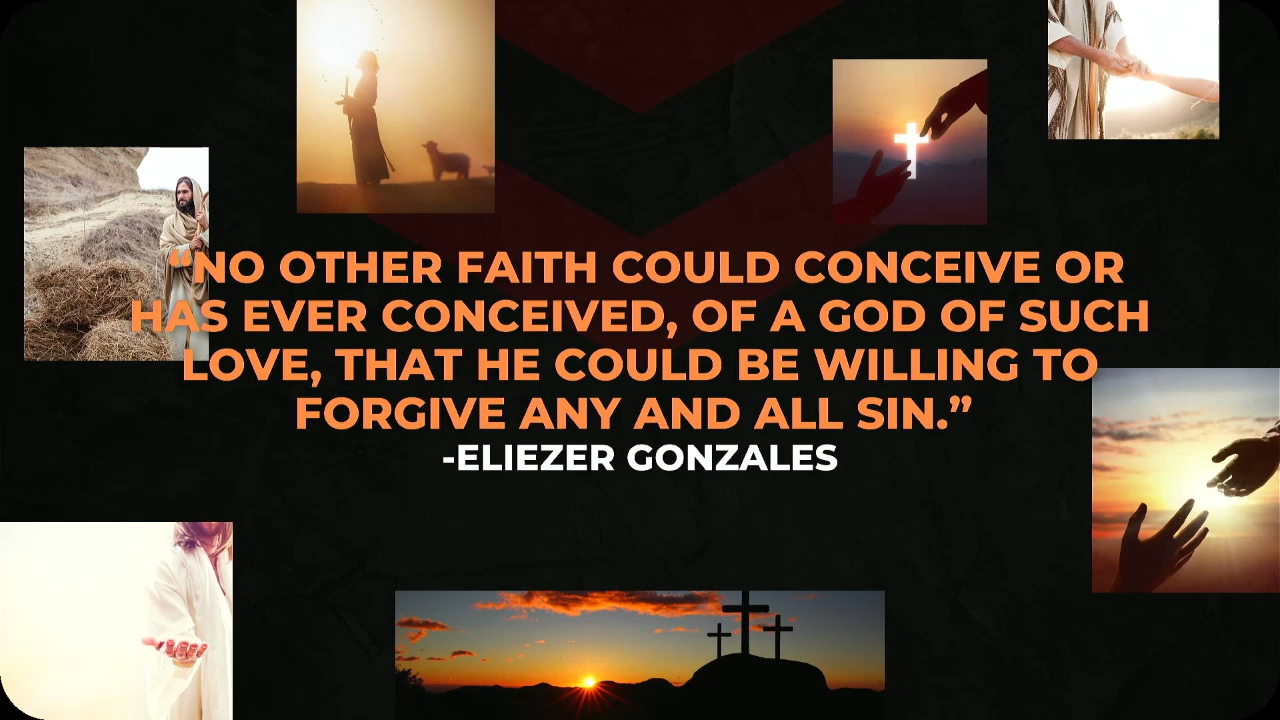 “NO OTHER FAITH COULD CONCEIVE OR
HAS EVER CONCEIVED, OF A GOD OF SUCH
LOVE, THAT HE COULD BE WILLING TO
FORGIVE ANY AND ALL SIN.”
-ELIEZER GONZALES